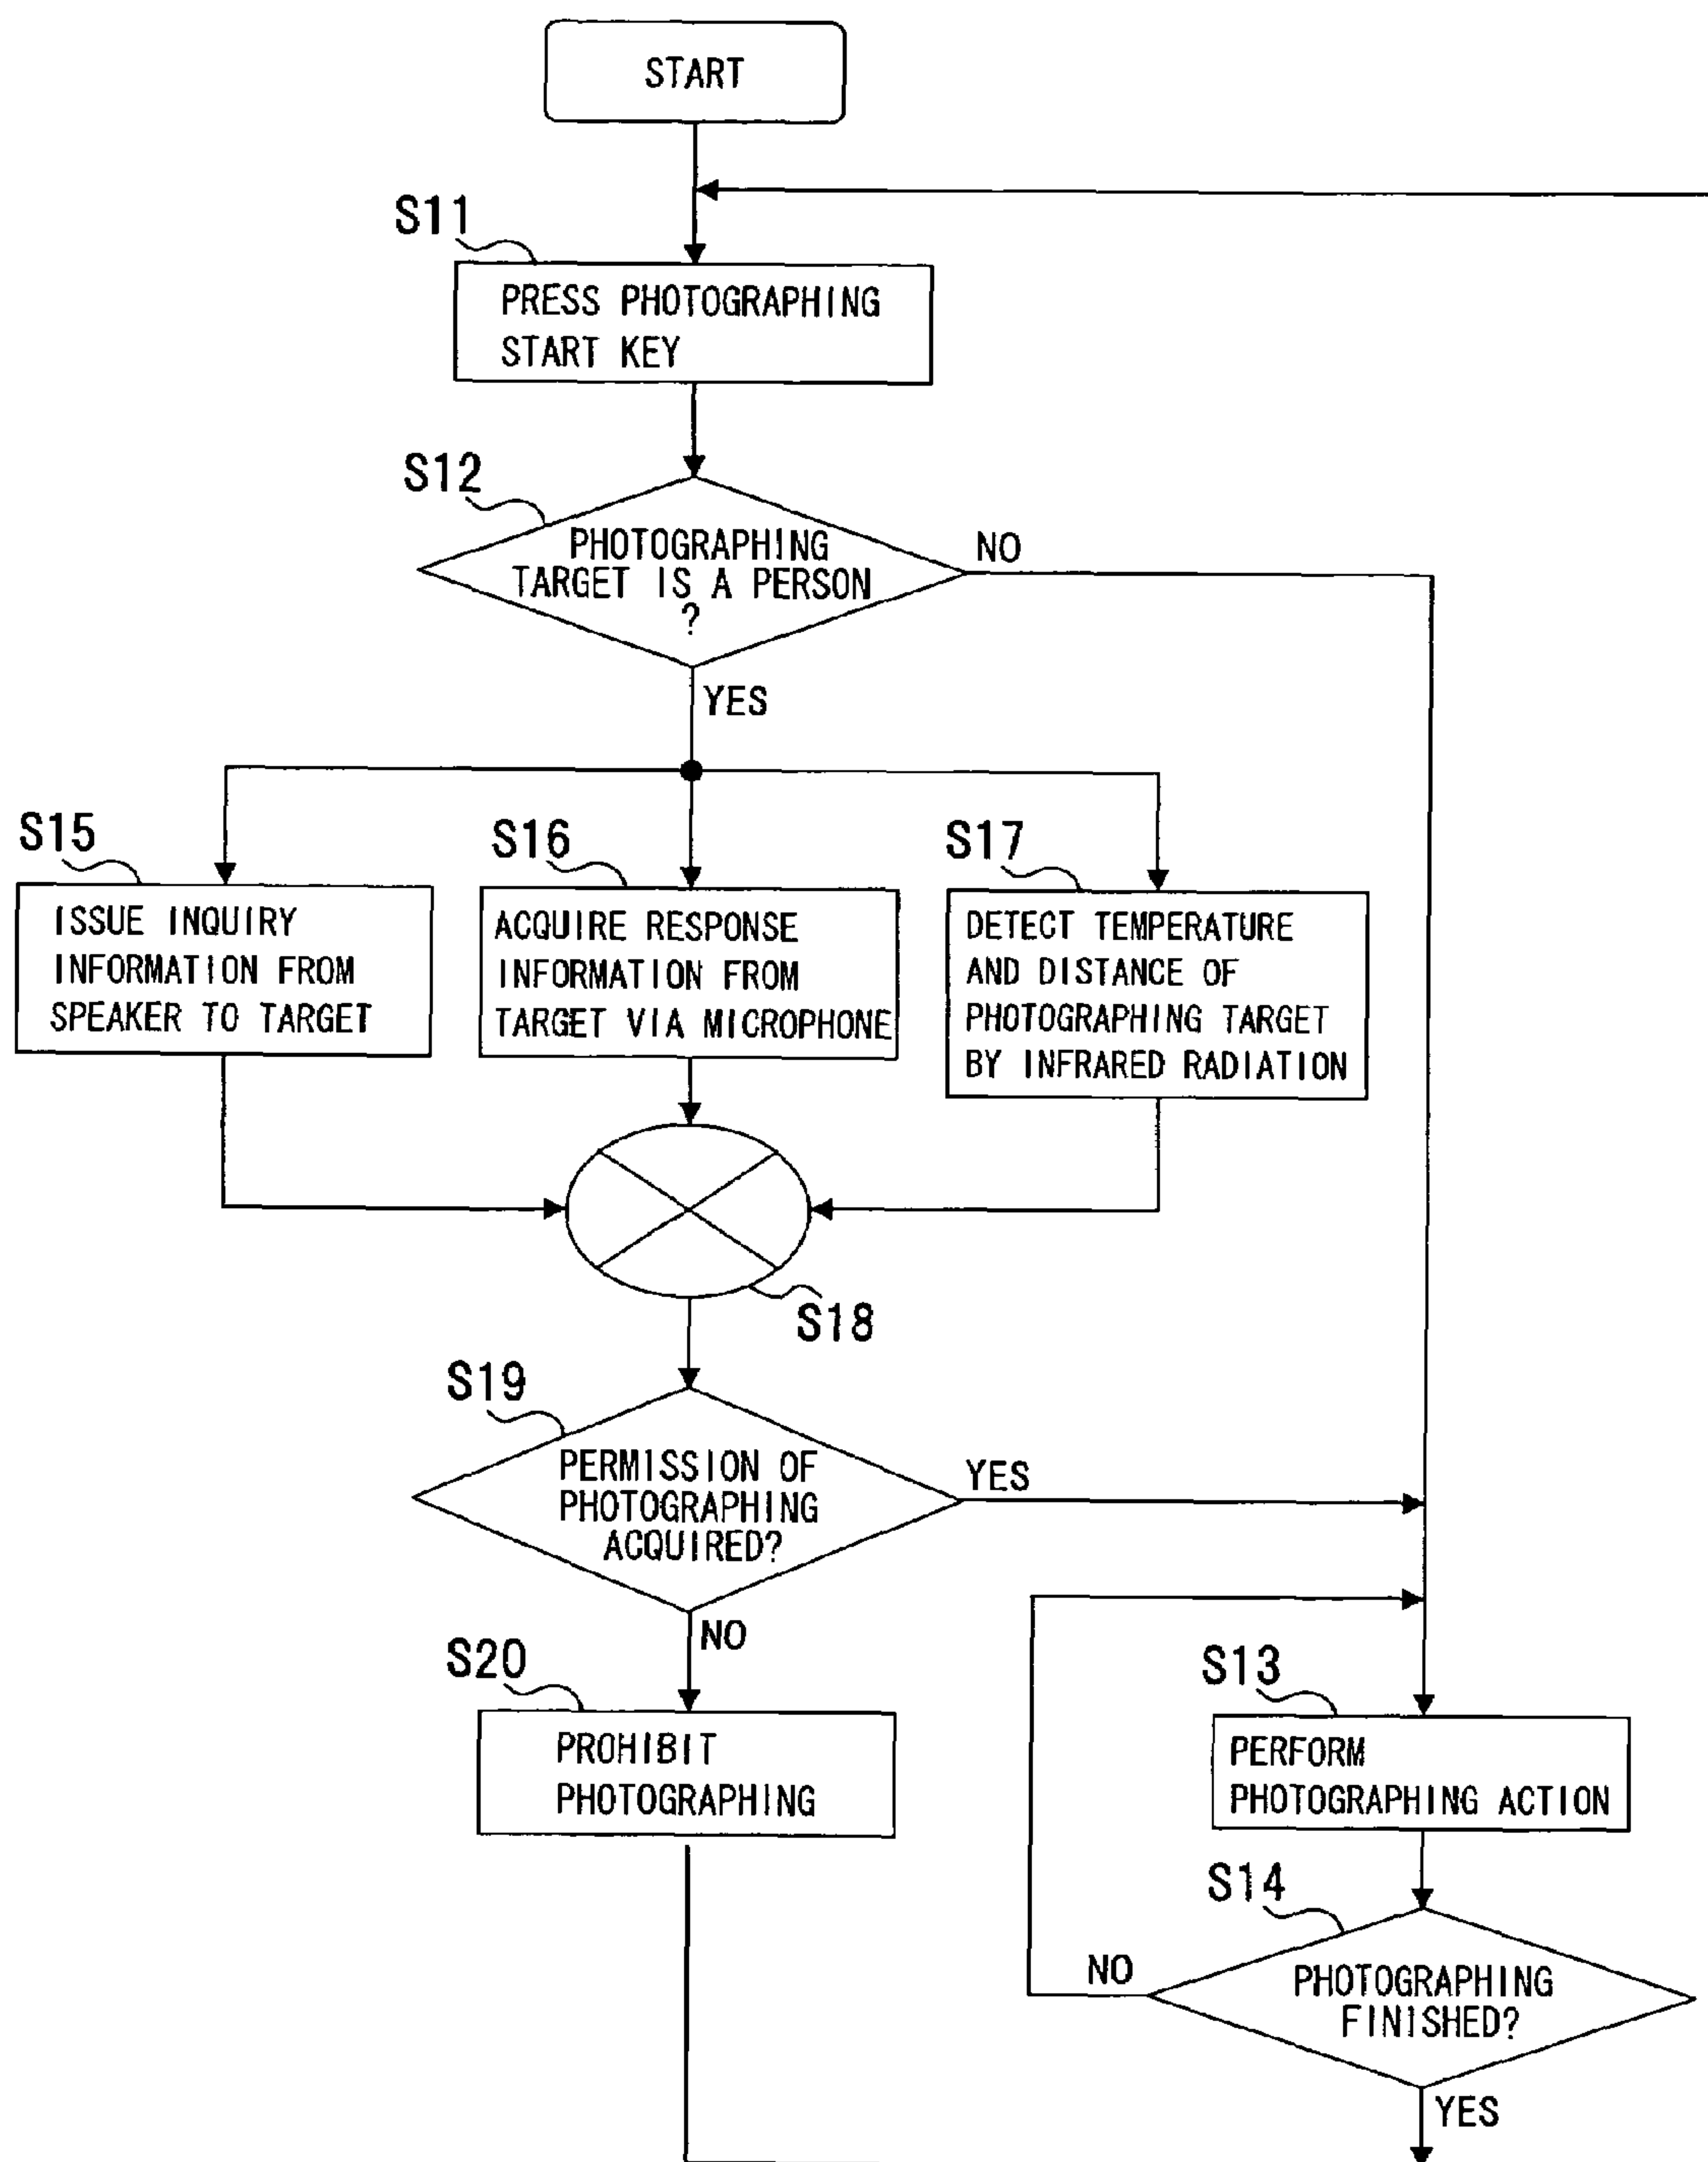 START
S11
PRESS PHOTOGRAPHING
START KEY
S12
PHOTOGRAPHING
TARGET IS A PERSON
?
NO
YES
S15
ISSUE INQUIRY
INFORMATION FROM
SPEAKER TO TARGET
S16
ACQUIRE RESPONSE
INFORMATION FROM
TARGET VIA MICROPHONE
S17
DETECT TEMPERATURE
AND DISTANCE OF
PHOTOGRAPHING TARGET
BY INFRARED RADIATION
S18
S19
PERMISSION OF
PHOTOGRAPHING
ACQUIRED?
YES
NO
S20
PROHIBIT
PHOTOGRAPHING
S13
PERFORM
PHOTOGRAPHING ACTION
S14
PHOTOGRAPHING
FINISHED?
NO
YES